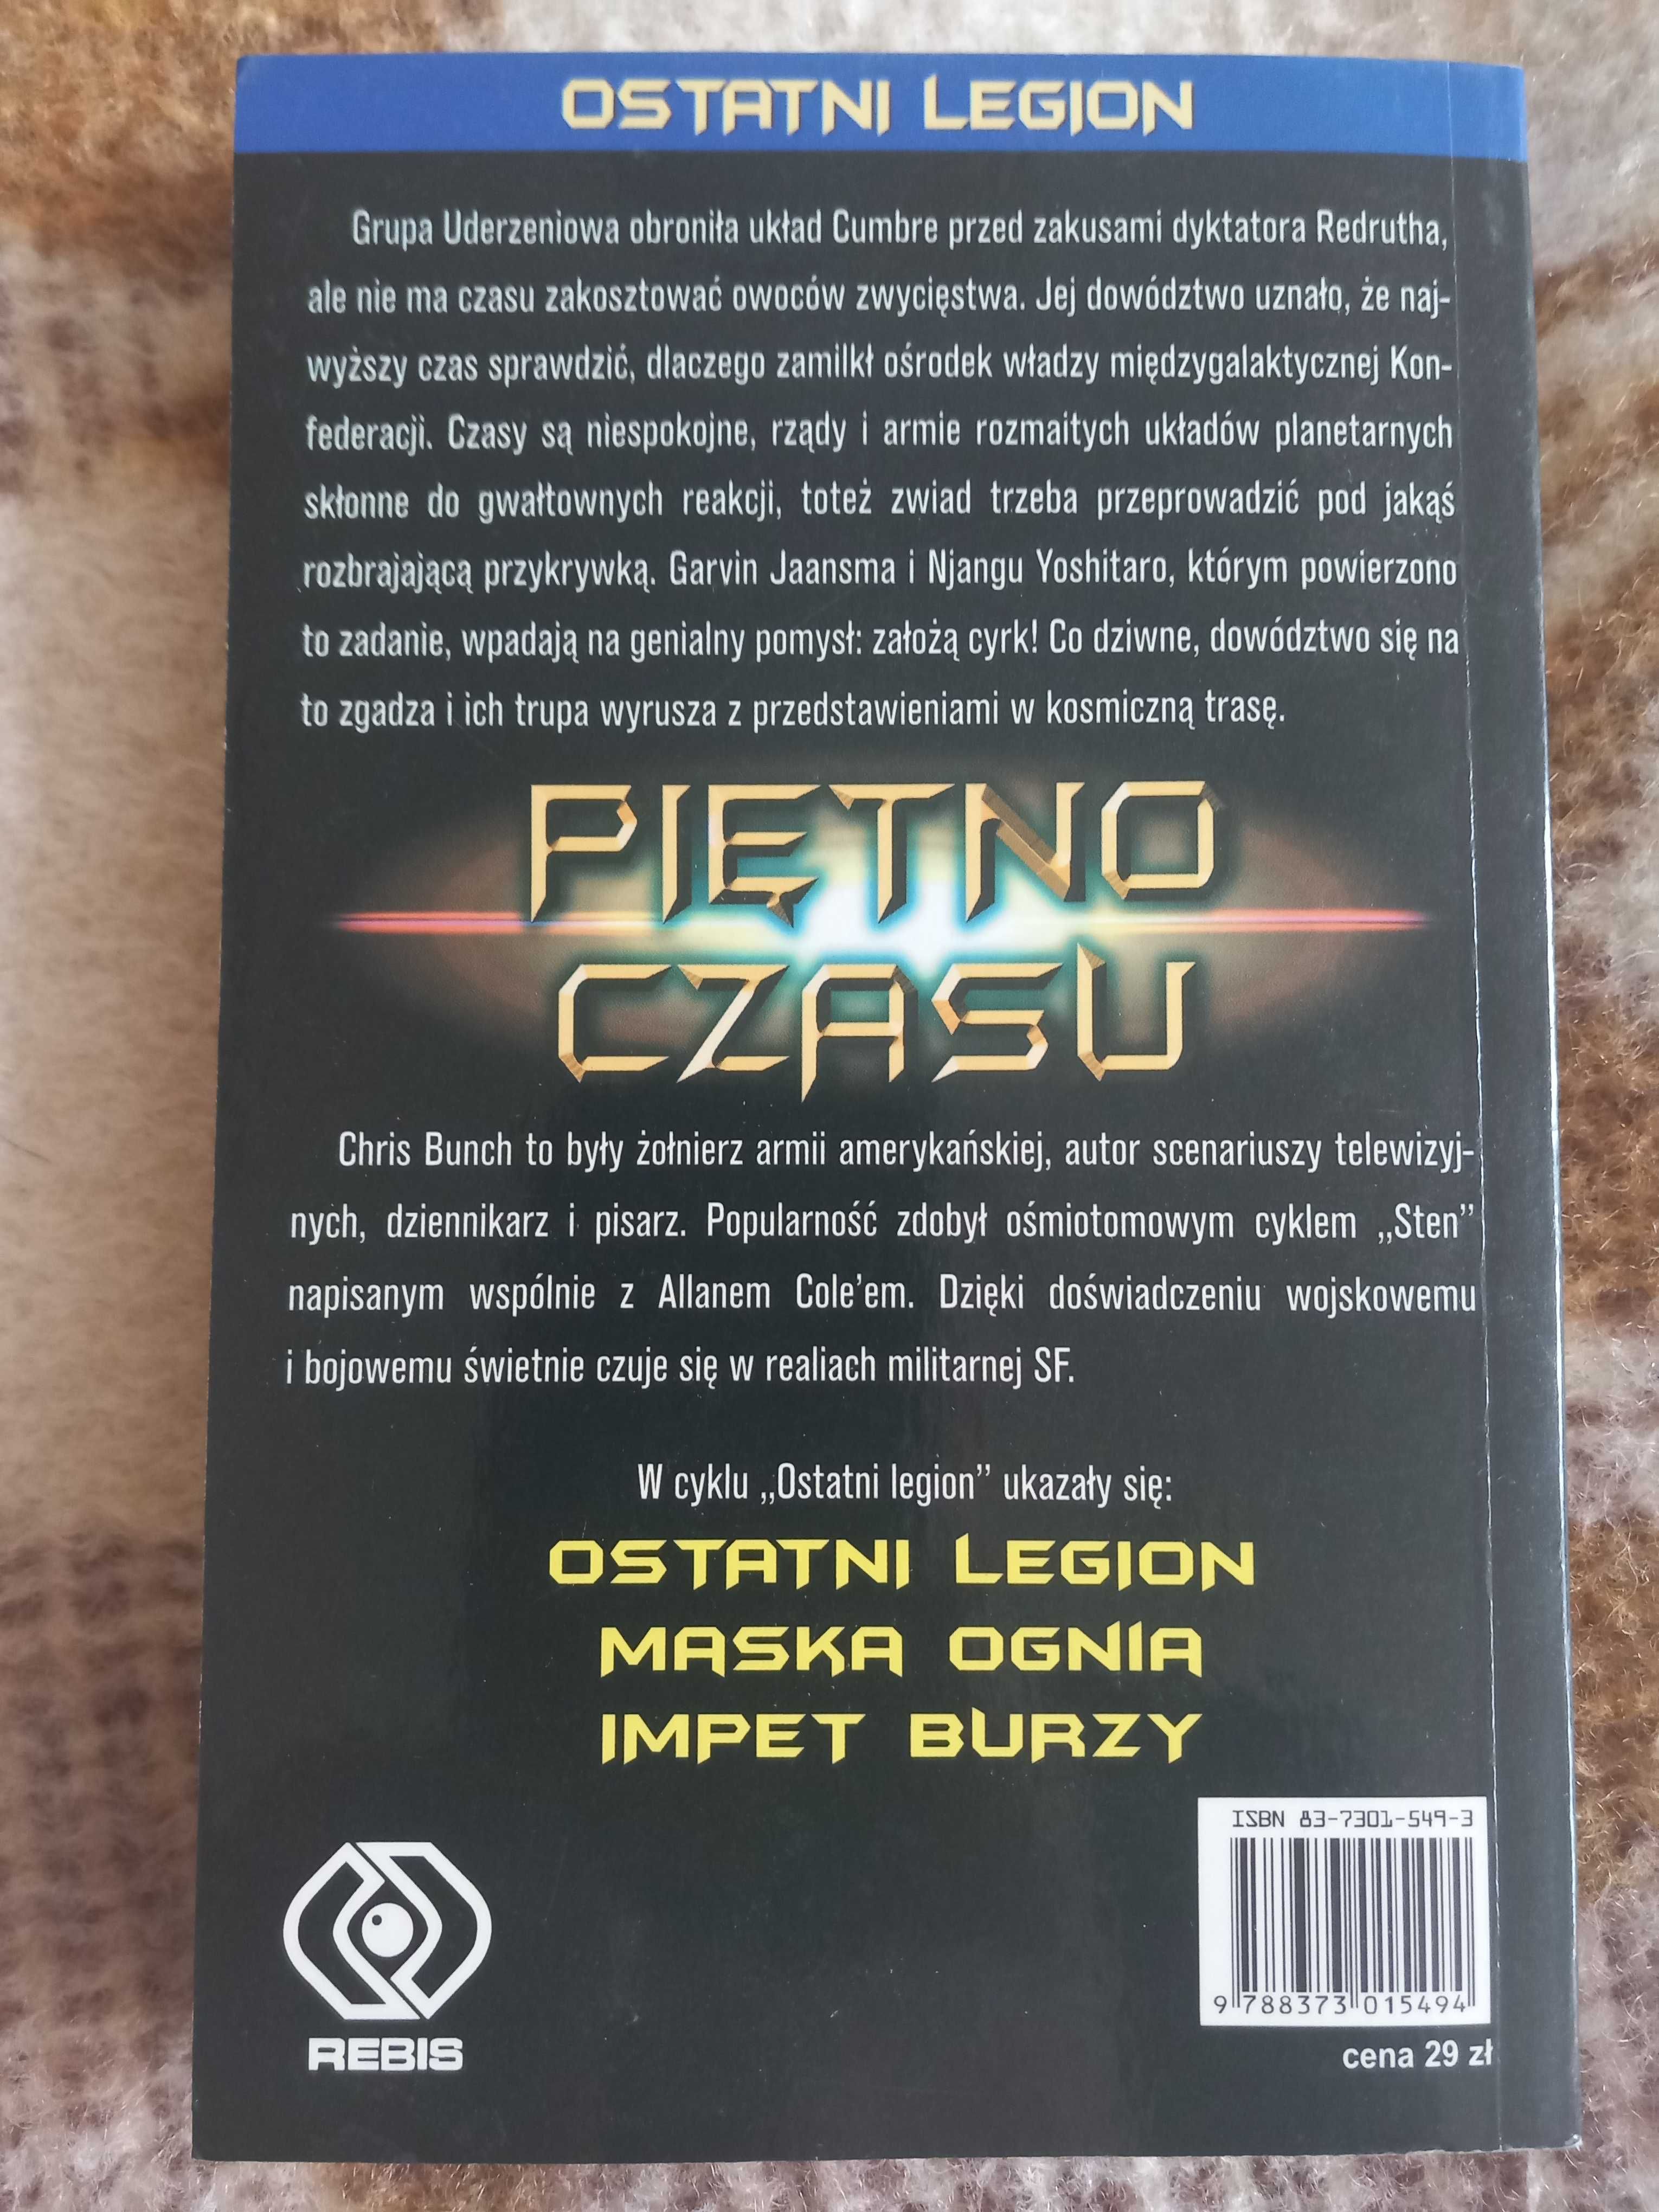 OSTATNI LEGION
Grupa Uderzeniowa obroniła układ Cumbre przed zakusami dyktatora Redrutha,
ale nie ma czasu zakosztować owoców zwycięstwa. Jej dowództwo uznało, że naj-
wyższy czas sprawdzić, dlaczego zamilkł ośrodek władzy międzygalaktycznej Kon-
federacji. Czasy są niespokojne, rządy i armie rozmaitych układów planetarnych
skłonne do gwałtownych reakcji, toteż zwiad trzeba przeprowadzić pod jakąś
rozbrajającą przykrywką. Garvin Jaansma i Njangu Yoshitaro, którym powierzono
to zadanie, wpadają na genialny pomysł: założą cyrk! Co dziwne, dowództwo się na
to zgadza i ich trupa wyrusza z przedstawieniami w kosmiczną trasę.
PIĘTNO
CZASU
Chris Bunch to były żołnierz armii amerykańskiej, autor scenariuszy telewizyj-
nych, dziennikarz i pisarz. Popularność zdobył ośmiotomowym cyklem „Sten”
napisanym wspólnie z Allanem Cole’em. Dzięki doświadczeniu wojskowemu
i bojowemu świetnie czuje się w realiach militarnej SF.
W cyklu „Ostatni legion” ukazały się:
OSTATNI LEGION
MASKA OGNIA
IMPET BURZY
ISBN 83-7301-549-3
9 788373 015494
REBIS
cena 29 zł